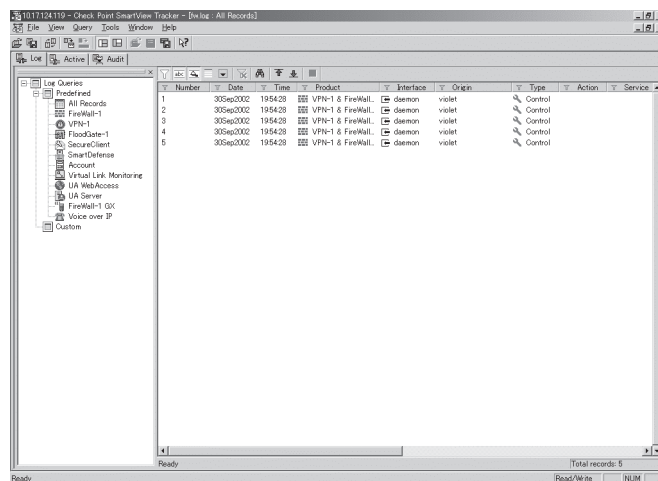 10.17.124.119 - Check Point SmartView Tracker - [fw.log : All Records]
File View Query Tools Window Help
Log Active Audit
Log Queries
Predefined
All Records
FireWall-1
VPN-1
FloodGate-1
SecureClient
SmartDefense
Account
Virtual Link Monitoring
UA WebAccess
UA Server
FireWall-1 GX
Voice over IP
Custom
Number Date Time Product Interface Origin Type Action Service
1 30Sep2002 19:54:28 VPN-1 & FireWall... daemon violet Control
2 30Sep2002 19:54:28 VPN-1 & FireWall... daemon violet Control
3 30Sep2002 19:54:28 VPN-1 & FireWall... daemon violet Control
4 30Sep2002 19:54:28 VPN-1 & FireWall... daemon violet Control
5 30Sep2002 19:54:28 VPN-1 & FireWall... daemon violet Control
Ready Total records: 5
Ready Read/Write NUM